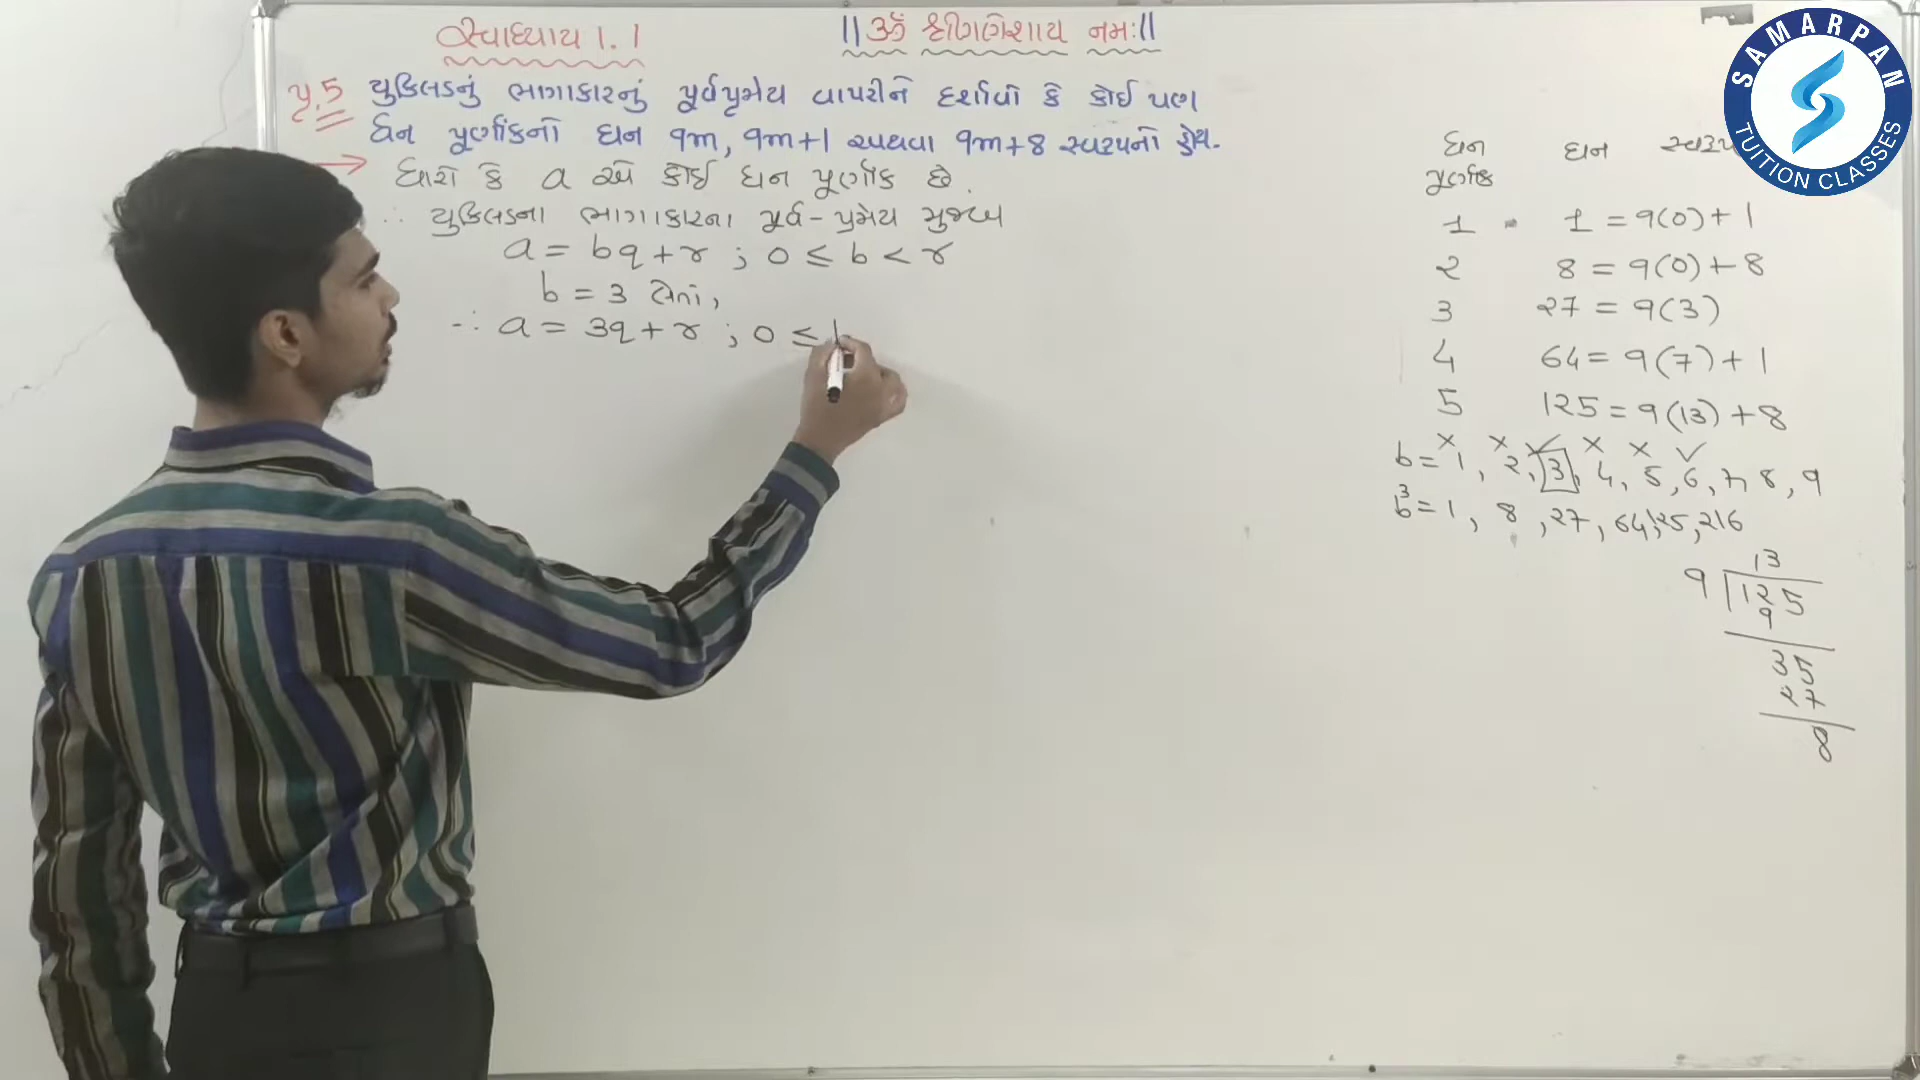 સ્વાધ્યાય 1.1
||ૐ શ્રીગણેશાય નમઃ||
પ્ર.5 યુક્લિડનું ભાગાકારનું પૂર્વપ્રમેય વાપરીને દર્શાવો કે કોઈ પણ
ધન પૂર્ણાંકનો ઘન 9m, 9m+1 અથવા 9m+8 સ્વરૂપનો હોય.
→ ધારો કે a એ કોઈ ધન પૂર્ણાંક છે.
∴ યુક્લિડના ભાગાકારના પૂર્વ-પ્રમેય મુજબ
a = bq + r ; 0 ≤ b < r
b = 3 લેતાં,
∴ a = 3q + r ; 0 ≤ b
ધન પૂર્ણાંક ઘન
1 1 = 9(0) + 1
2 8 = 9(0) + 8
3 27 = 9(3)
4 64 = 9(7) + 1
5 125 = 9(13) + 8
× × ✓ × × ✓
b = 1, 2, 3, 4, 5, 6, 7, 8, 9
b³ = 1, 8, 27, 64, 125, 216
13
9 125
9
35
27
8
SAMARPAN
TUITION CLASSES